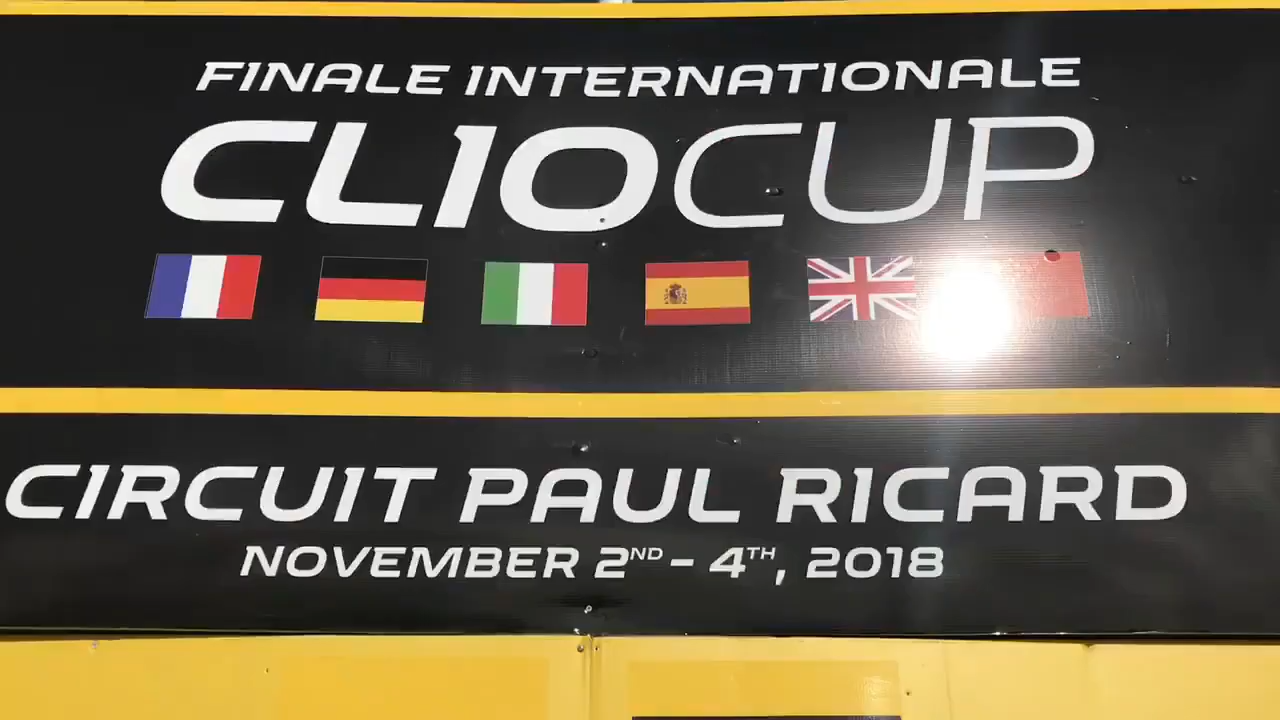 FINALE INTERNATIONALE
CLIOCUP
CIRCUIT PAUL RICARD
NOVEMBER 2ND - 4TH, 2018